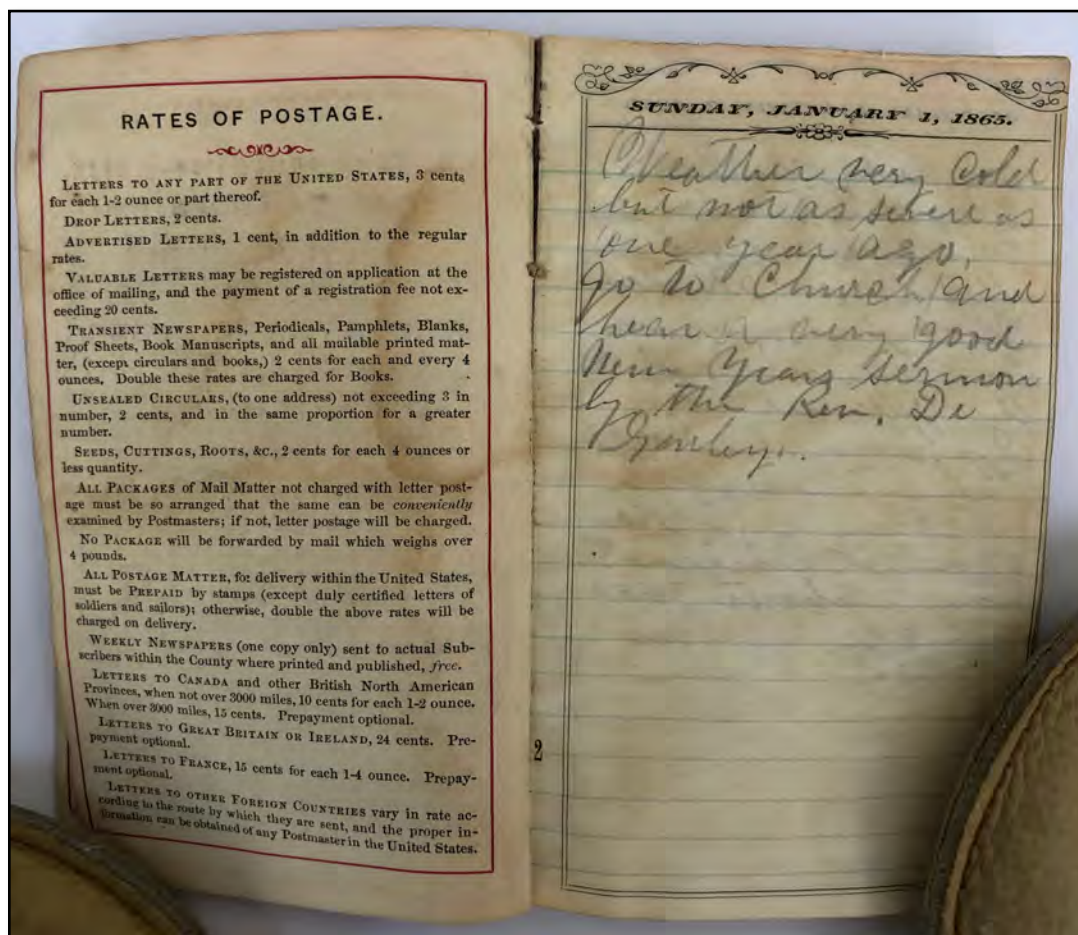 RATES OF POSTAGE.
LETTERS TO ANY PART OF THE UNITED STATES, 3 cents
for each 1-2 ounce or part thereof.
DROP LETTERS, 2 cents.
ADVERTISED LETTERS, 1 cent, in addition to the regular
rates.
VALUABLE LETTERS may be registered on application at the
office of mailing, and the payment of a registration fee not ex-
ceeding 20 cents.
TRANSIENT NEWSPAPERS, Periodicals, Pamphlets, Blanks,
Proof Sheets, Book Manuscripts, and all mailable printed mat-
ter, (except circulars and books,) 2 cents for each and every 4
ounces. Double these rates are charged for Books.
UNSEALED CIRCULARS, (to one address) not exceeding 3 in
number, 2 cents, and in the same proportion for a greater
number.
SEEDS, CUTTINGS, ROOTS, &C., 2 cents for each 4 ounces or
less quantity.
ALL PACKAGES of Mail Matter not charged with letter post-
age must be so arranged that the same can be conveniently
examined by Postmasters; if not, letter postage will be charged.
NO PACKAGE will be forwarded by mail which weighs over
4 pounds.
ALL POSTAGE MATTER, for delivery within the United States,
must be PREPAID by stamps (except duly certified letters of
soldiers and sailors); otherwise, double the above rates will be
charged on delivery.
WEEKLY NEWSPAPERS (one copy only) sent to actual Sub-
scribers within the County where printed and published, free.
LETTERS TO CANADA and other British North American
Provinces, when not over 3000 miles, 10 cents for each 1-2 ounce.
When over 3000 miles, 15 cents. Prepayment optional.
LETTERS TO GREAT BRITAIN OR IRELAND, 24 cents. Pre-
payment optional.
LETTERS TO FRANCE, 15 cents for each 1-4 ounce. Prepay-
ment optional.
LETTERS TO OTHER FOREIGN COUNTRIES vary in rate ac-
cording to the route by which they are sent, and the proper in-
formation can be obtained of any Postmaster in the United States.
2
SUNDAY, JANUARY 1, 1865.
Weather very cold
but not as severe as
one year ago.
Go to Church and
hear a very good
New Years sermon
by the Rev. Dr